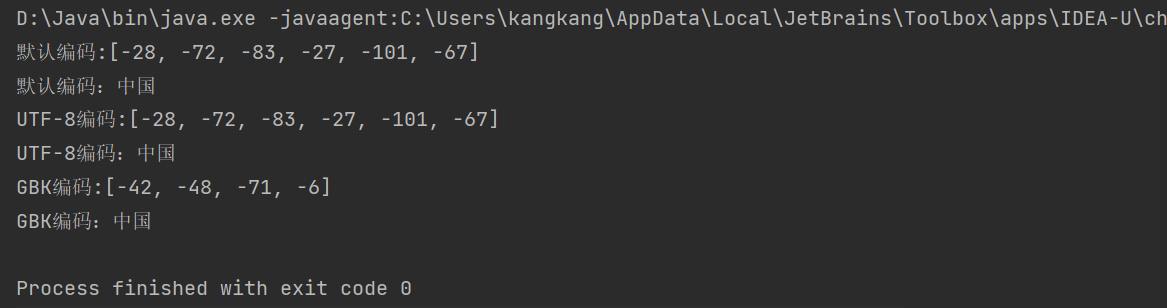 D:\Java\bin\java.exe -javaagent:C:\Users\kangkang\AppData\Local\JetBrains\Toolbox\apps\IDEA-U\ch
默认编码:[-28, -72, -83, -27, -101, -67]
默认编码：中国
UTF-8编码:[-28, -72, -83, -27, -101, -67]
UTF-8编码：中国
GBK编码:[-42, -48, -71, -6]
GBK编码：中国
Process finished with exit code 0